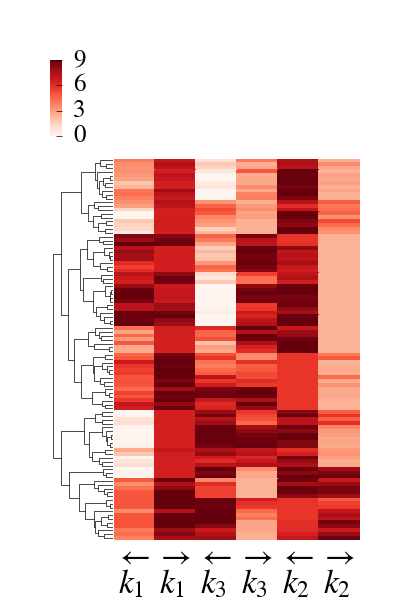 9
6
3
0
← → ← → ← →
k₁ k₁ k₃ k₃ k₂ k₂